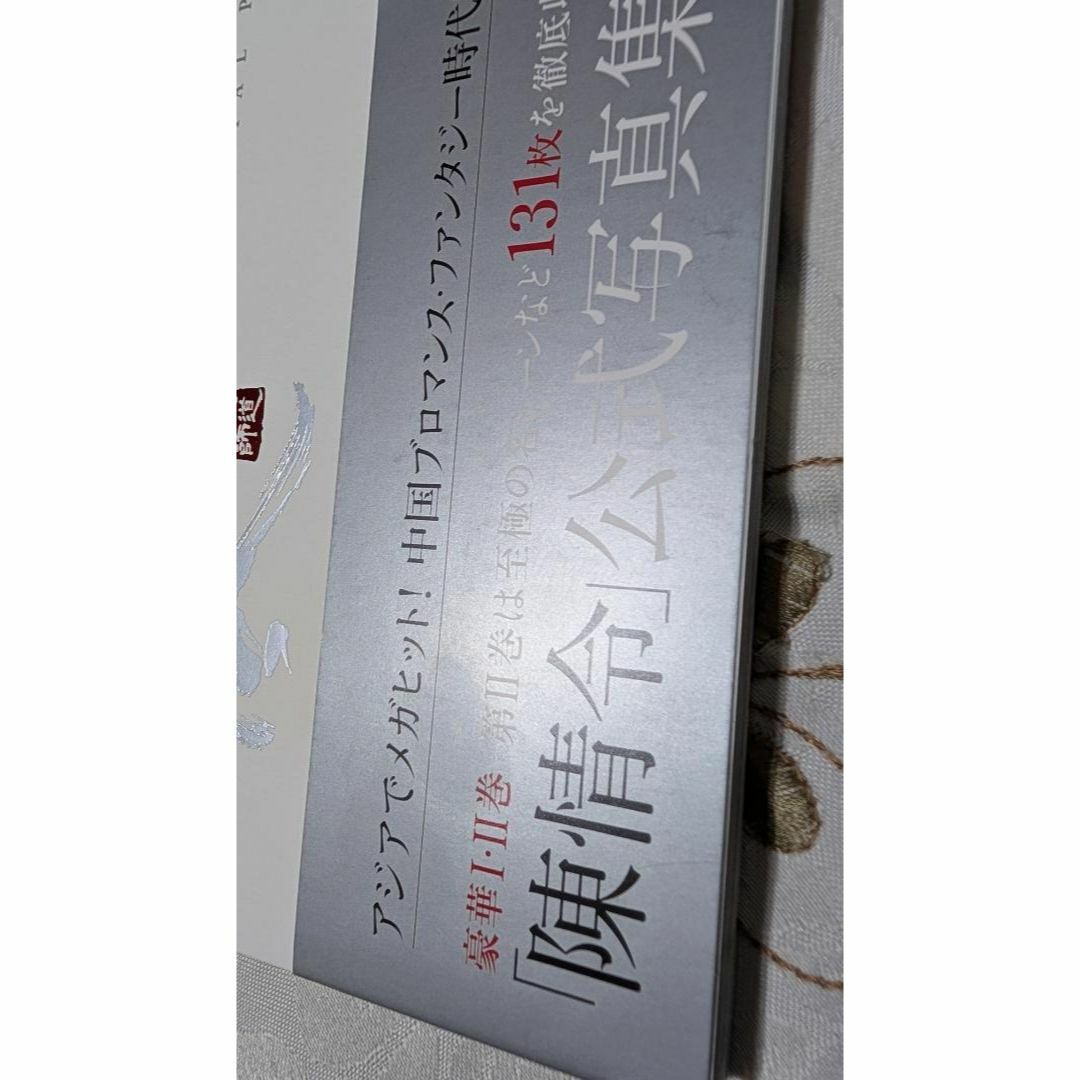 アジアでメガヒット! 中国ブロマンス・ファンタジー時代
豪華I・II巻 第II巻は至極の名シーンなど131枚を徹底
「陳情令」公式写真集
師道